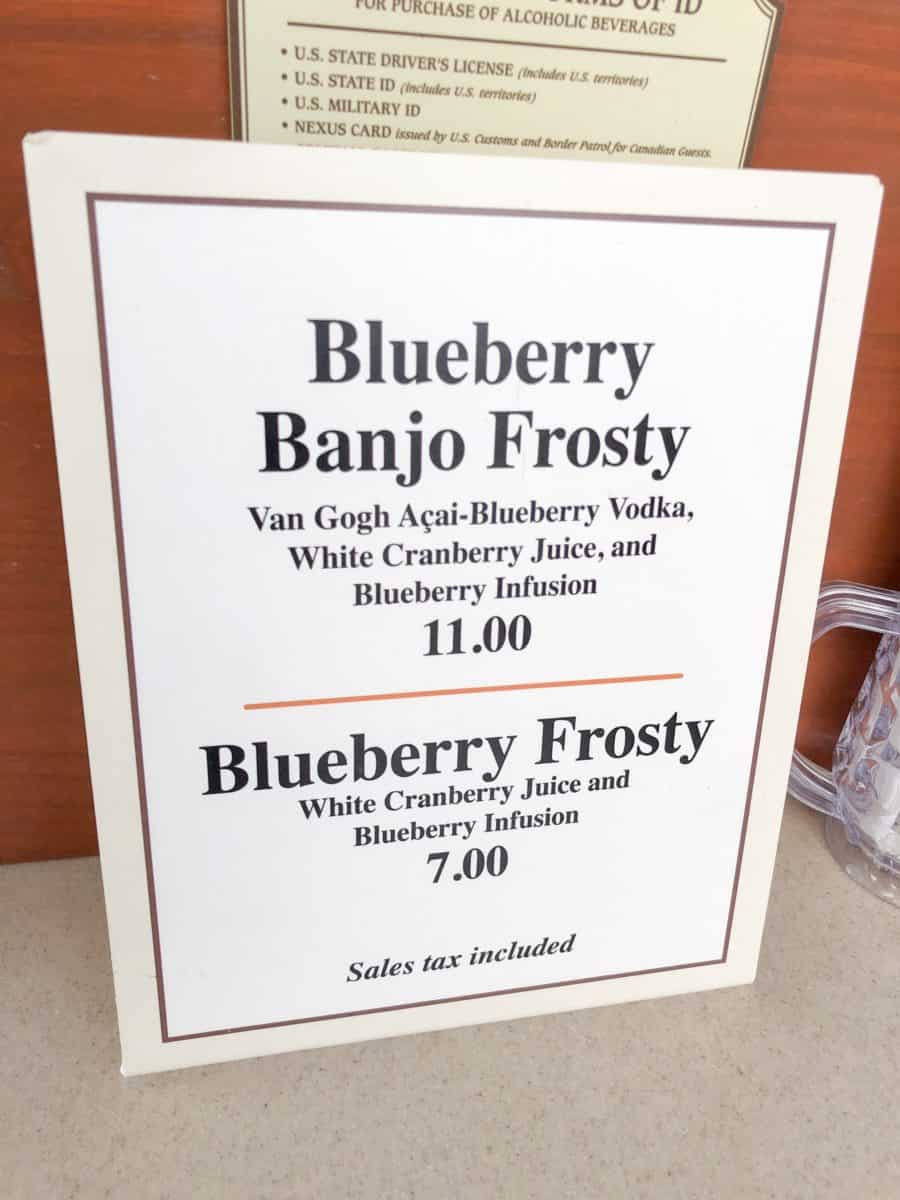 OF ID
FOR PURCHASE OF ALCOHOLIC BEVERAGES
• U.S. STATE DRIVER'S LICENSE (includes U.S. territories)
• U.S. STATE ID (includes U.S. territories)
• U.S. MILITARY ID
• NEXUS CARD issued by U.S. Customs and Border Patrol for Canadian Guests.
Blueberry
Banjo Frosty
Van Gogh Açai-Blueberry Vodka,
White Cranberry Juice, and
Blueberry Infusion
11.00
Blueberry Frosty
White Cranberry Juice and
Blueberry Infusion
7.00
Sales tax included